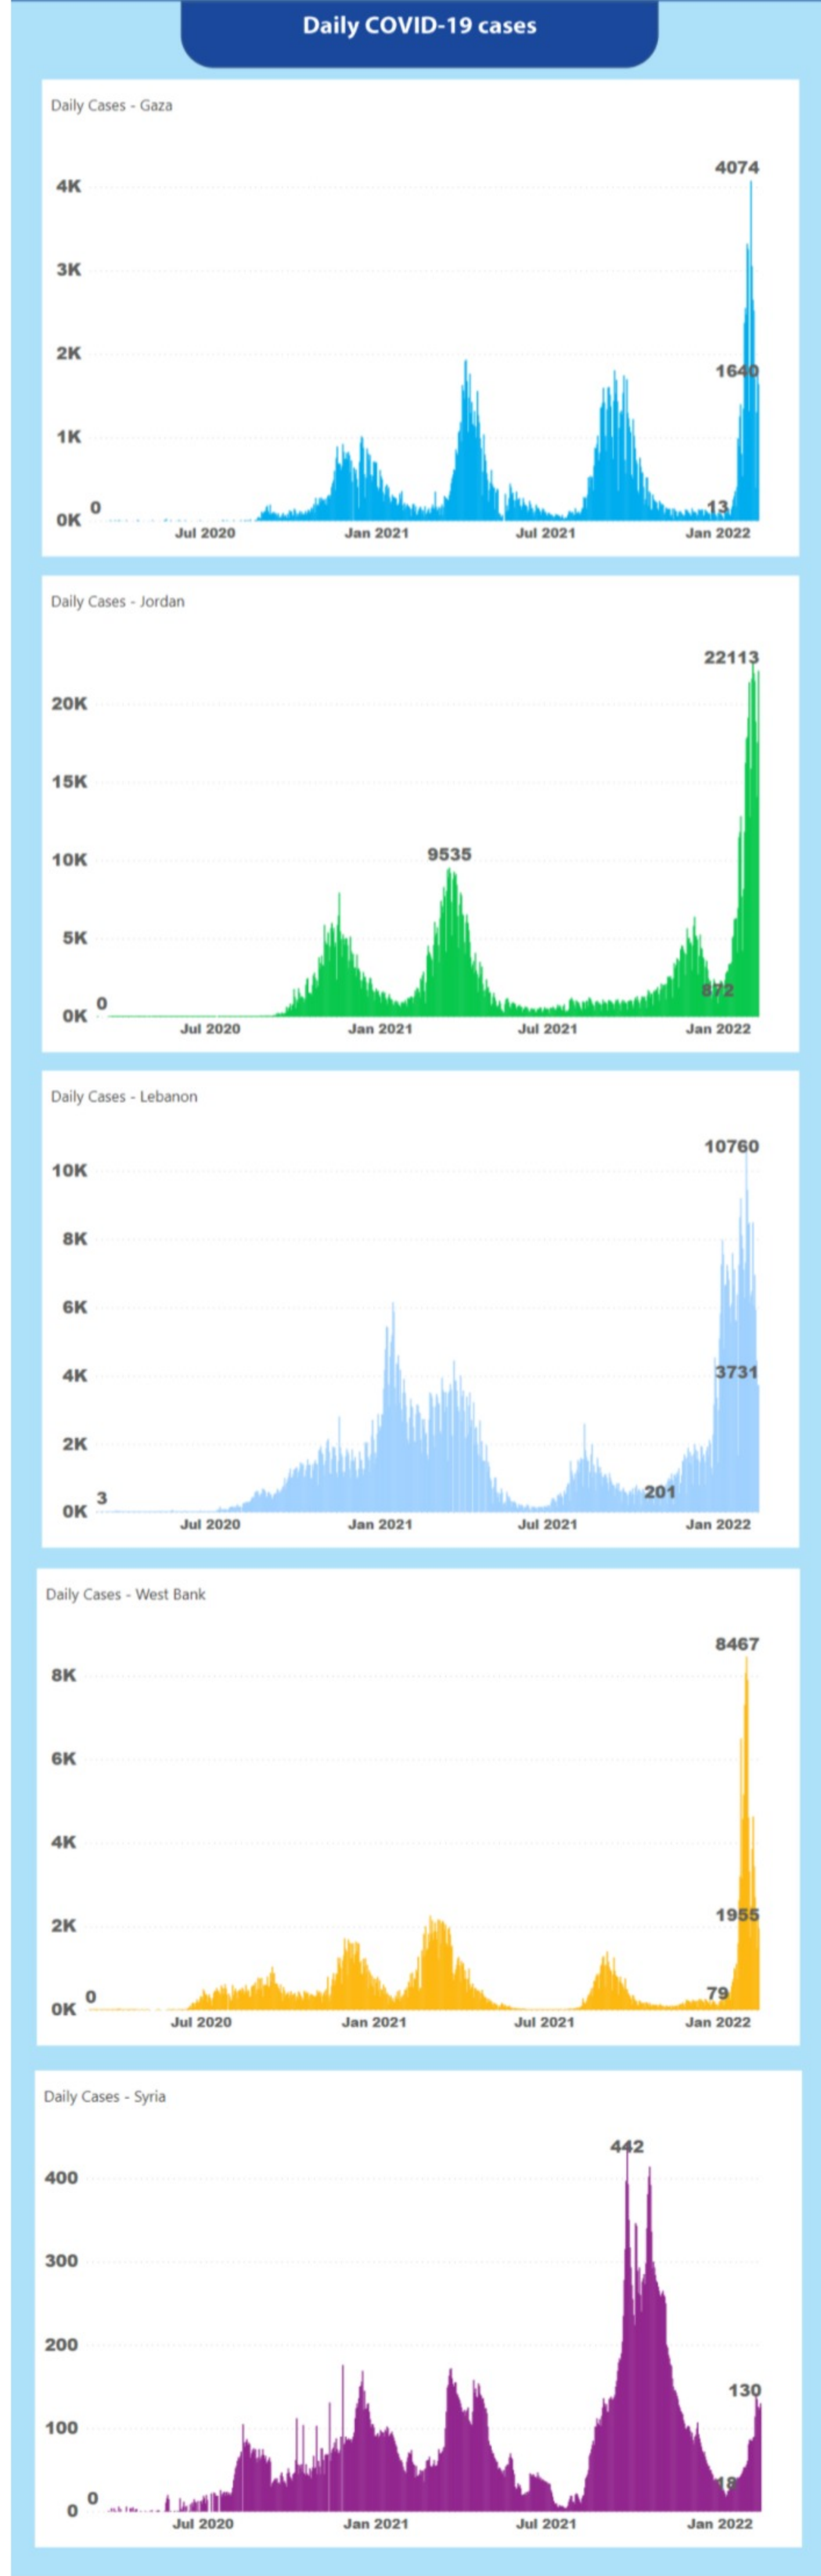 Daily COVID-19 cases
Daily Cases - Gaza
4074
4K
3K
2K
1640
1K
0
13
0K
Jul 2020 Jan 2021 Jul 2021 Jan 2022
Daily Cases - Jordan
22113
20K
15K
10K
9535
5K
872
0
0K
Jul 2020 Jan 2021 Jul 2021 Jan 2022
Daily Cases - Lebanon
10760
10K
8K
6K
4K
3731
2K
201
3
0K
Jul 2020 Jan 2021 Jul 2021 Jan 2022
Daily Cases - West Bank
8467
8K
6K
4K
2K
1955
79
0
0K
Jul 2020 Jan 2021 Jul 2021 Jan 2022
Daily Cases - Syria
442
400
300
200
130
100
18
0
0
Jul 2020 Jan 2021 Jul 2021 Jan 2022